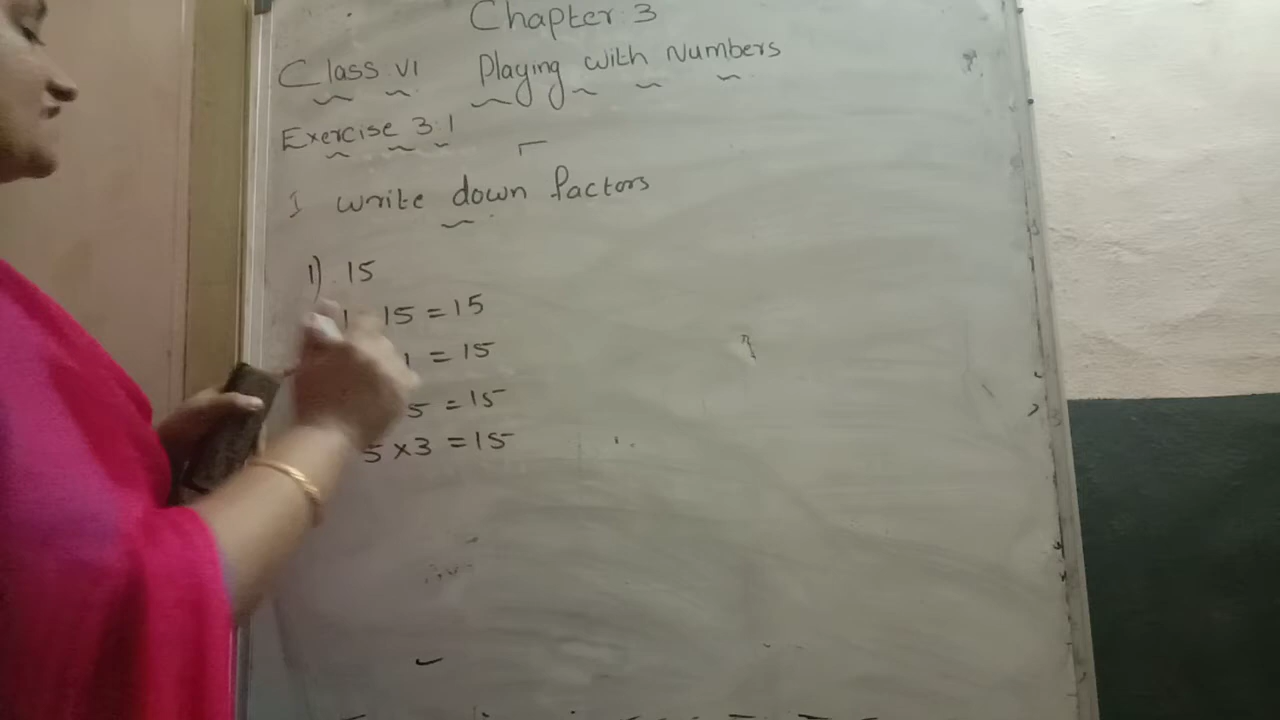 Chapter 3
Class VI Playing with Numbers
Exercise 3.1
I write down factors
1) 15
1 15 = 15
1 = 15
5 = 15
5 × 3 = 15